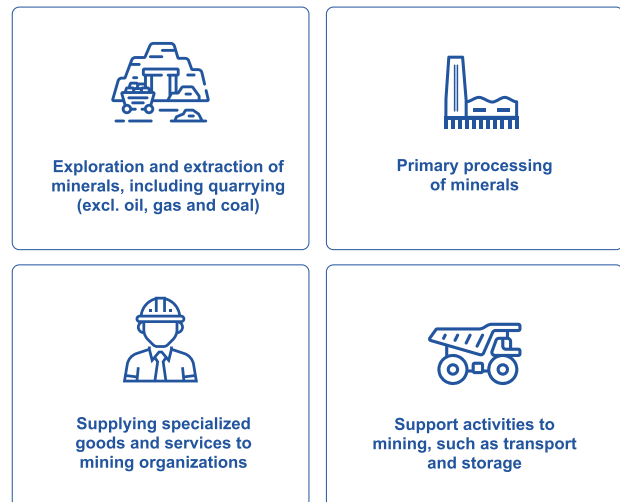 Exploration and extraction of
minerals, including quarrying
(excl. oil, gas and coal)
Primary processing
of minerals
Supplying specialized
goods and services to
mining organizations
Support activities to
mining, such as transport
and storage